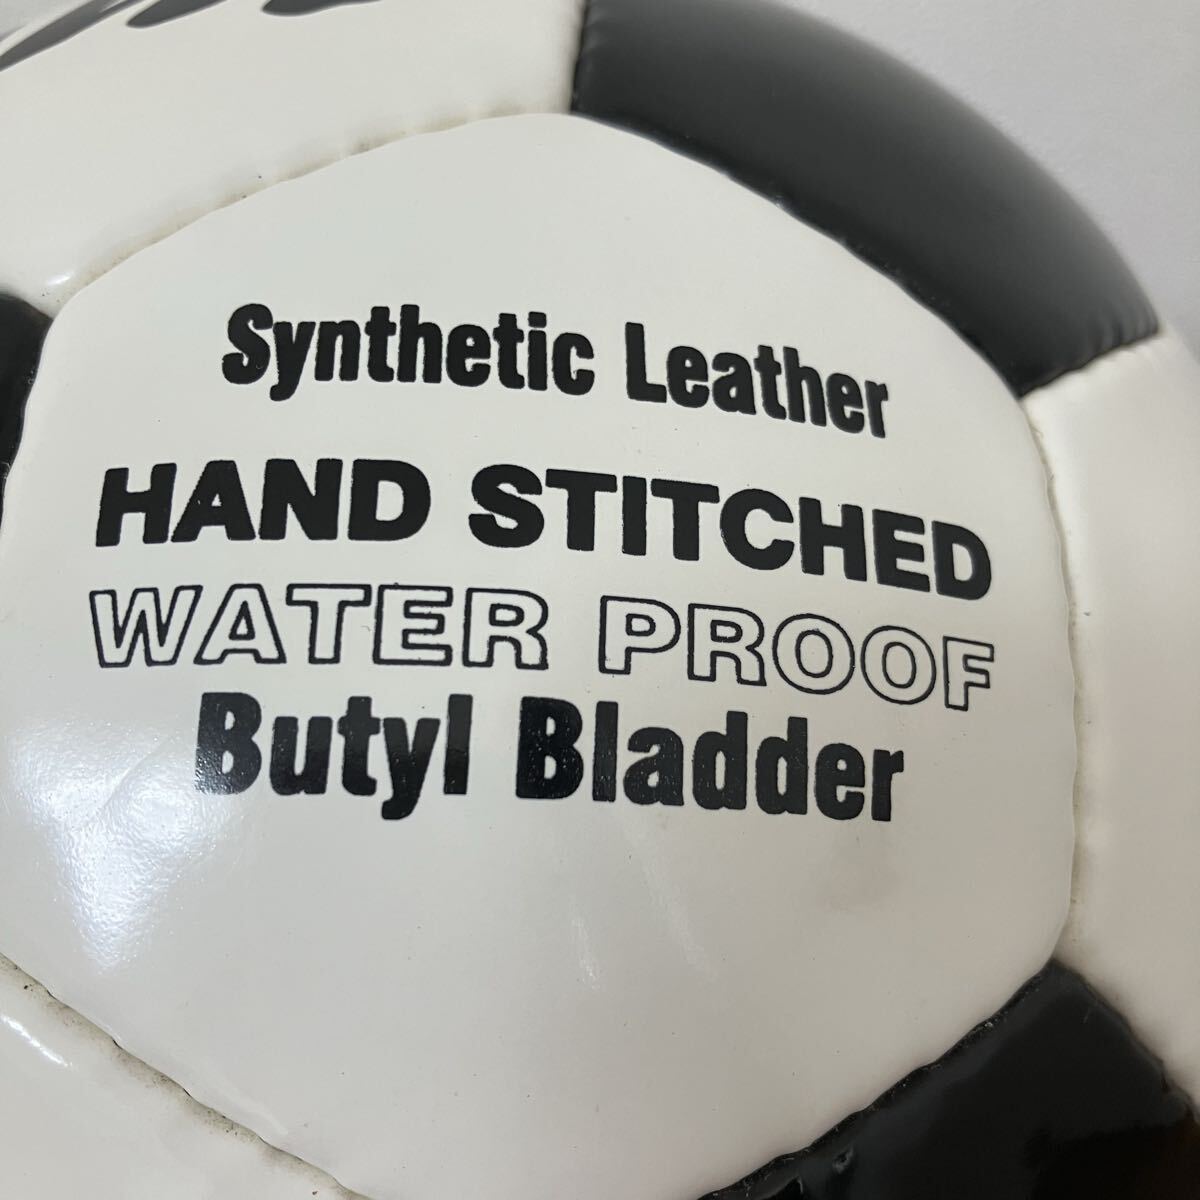 Synthetic Leather
HAND STITCHED
WATER PROOF
Butyl Bladder